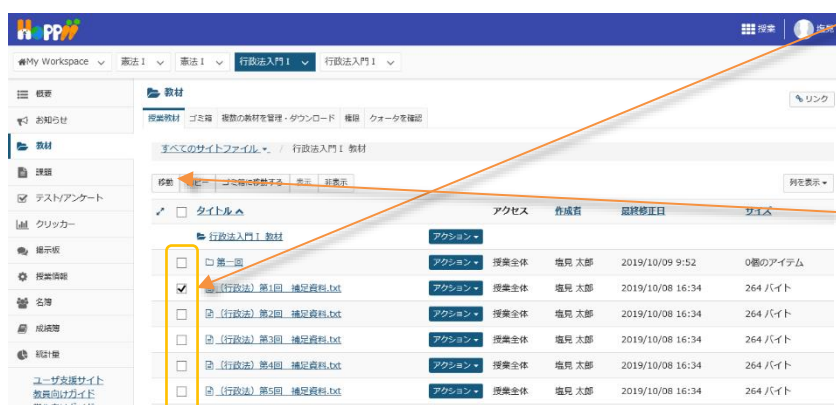 Hoppii
授業
塩見
My Workspace
憲法 I
憲法 I
行政法入門 I
行政法入門 I
概要
お知らせ
教材
課題
テスト/アンケート
クリッカー
掲示板
授業情報
名簿
成績簿
統計量
ユーザ支援サイト
教員向けガイド
教材
リンク
授業教材 ゴミ箱 複数の教材を管理・ダウンロード 権限 クォータを確認
すべてのサイトファイル / 行政法入門 I 教材
移動 コピー ゴミ箱に移動する 表示 非表示
列を表示
タイトル アクセス 作成者 最終修正日 サイズ
行政法入門 I 教材 アクション
第一回 アクション 授業全体 塩見 太郎 2019/10/09 9:52 0個のアイテム
(行政法) 第1回 補足資料.txt アクション 授業全体 塩見 太郎 2019/10/08 16:34 264 バイト
(行政法) 第2回 補足資料.txt アクション 授業全体 塩見 太郎 2019/10/08 16:34 264 バイト
(行政法) 第3回 補足資料.txt アクション 授業全体 塩見 太郎 2019/10/08 16:34 264 バイト
(行政法) 第4回 補足資料.txt アクション 授業全体 塩見 太郎 2019/10/08 16:34 264 バイト
(行政法) 第5回 補足資料.txt アクション 授業全体 塩見 太郎 2019/10/08 16:34 264 バイト